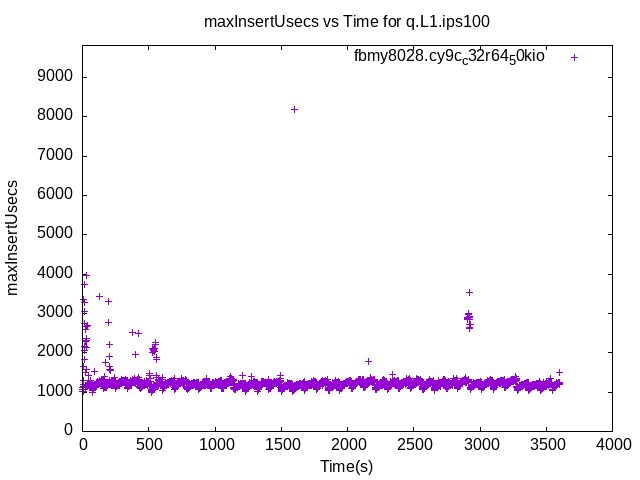 maxInsertUsecs vs Time for q.L1.ips100
fbmy8028.cy9c_c32r64_50kio
9000
8000
7000
6000
5000
4000
3000
2000
1000
0
maxInsertUsecs
0 500 1000 1500 2000 2500 3000 3500 4000
Time(s)